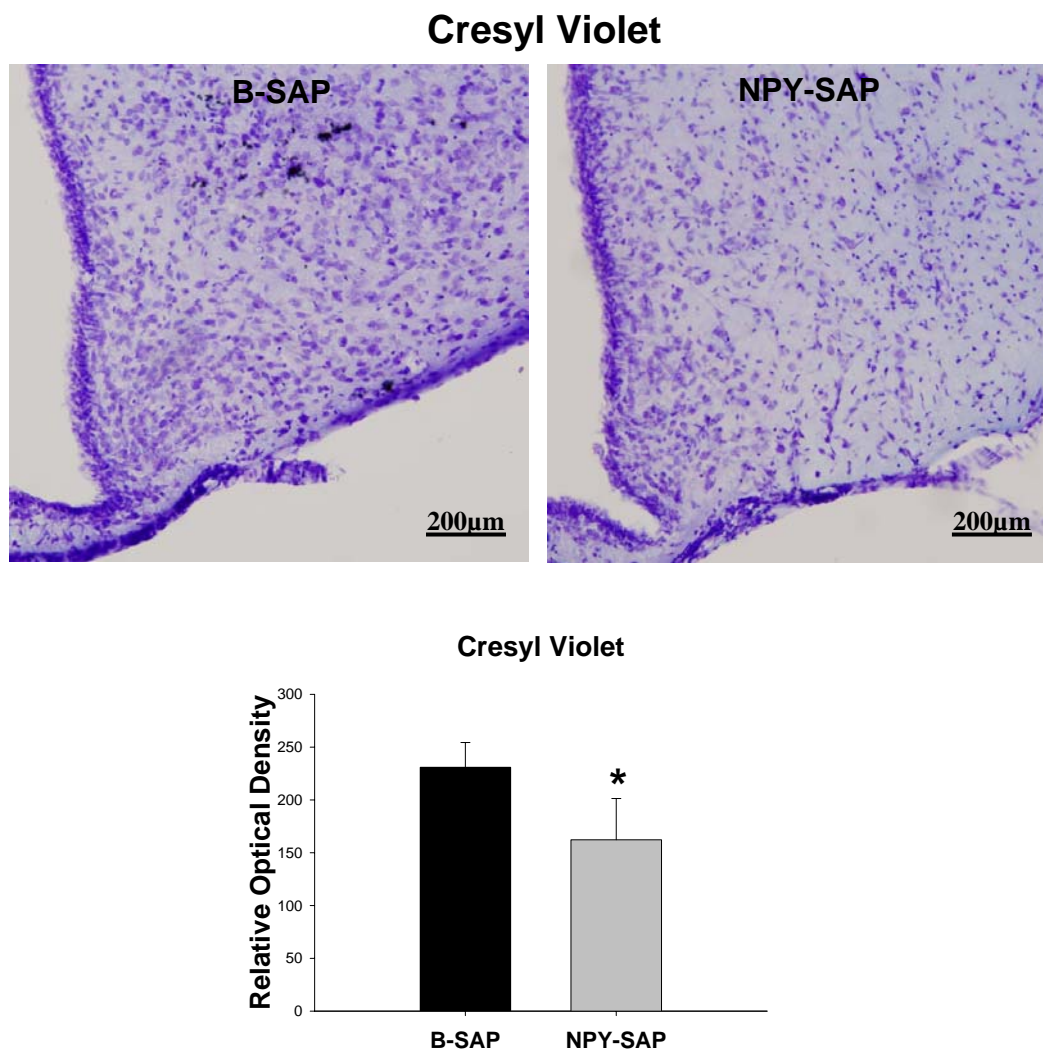 Cresyl Violet
B-SAP
NPY-SAP
200µm
200µm
Cresyl Violet
Relative Optical Density
300
250
200
150
100
50
0
*
B-SAP
NPY-SAP